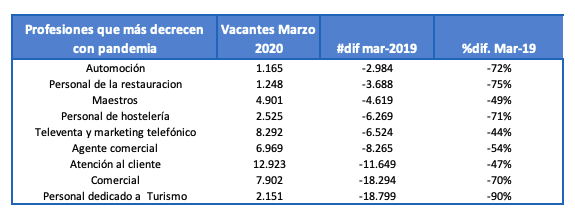 Profesiones que más decrecen con pandemia Vacantes Marzo 2020 #dif mar-2019 %dif. Mar-19
Automoción 1.165 -2.984 -72%
Personal de la restauracion 1.248 -3.688 -75%
Maestros 4.901 -4.619 -49%
Personal de hostelería 2.525 -6.269 -71%
Televenta y marketing telefónico 8.292 -6.524 -44%
Agente comercial 6.969 -8.265 -54%
Atención al cliente 12.923 -11.649 -47%
Comercial 7.902 -18.294 -70%
Personal dedicado a Turismo 2.151 -18.799 -90%